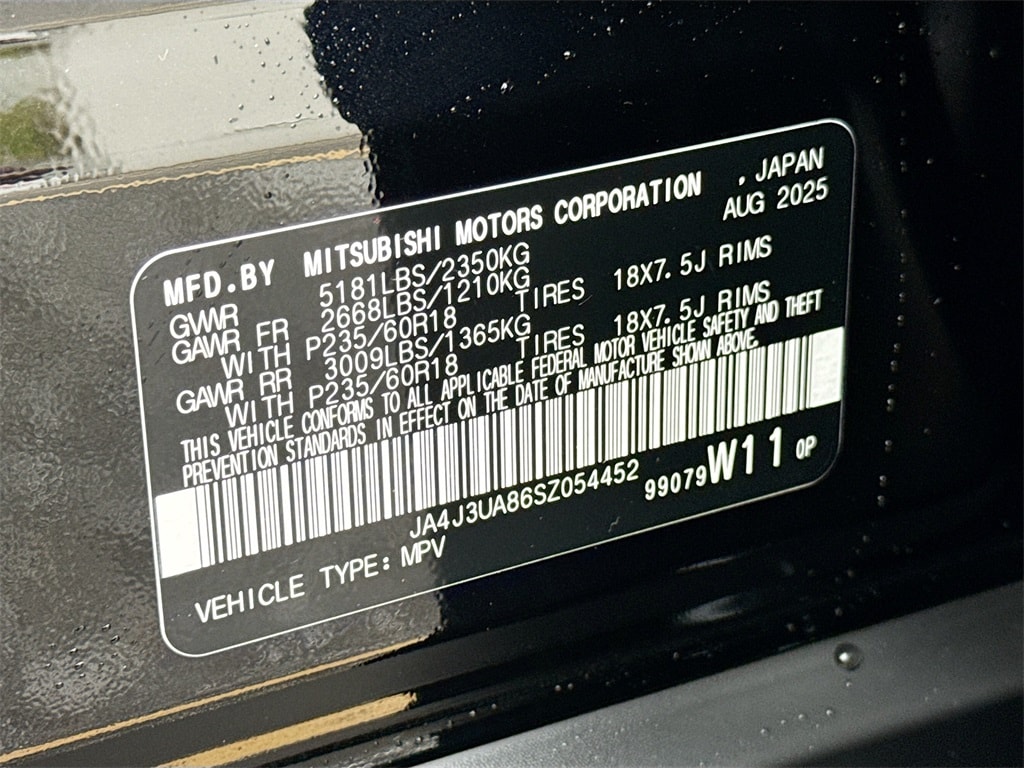 MFD.BY MITSUBISHI MOTORS CORPORATION , JAPAN
AUG 2025
GVWR 5181LBS/2350KG
GAWR FR 2668LBS/1210KG
WITH P235/60R18 TIRES 18X7.5J RIMS
GAWR RR 3009LBS/1365KG
WITH P235/60R18 TIRES 18X7.5J RIMS
THIS VEHICLE CONFORMS TO ALL APPLICABLE FEDERAL MOTOR VEHICLE SAFETY AND THEFT
PREVENTION STANDARDS IN EFFECT ON THE DATE OF MANUFACTURE SHOWN ABOVE.
JA4J3UA86SZ054452 99079W11 0P
VEHICLE TYPE: MPV